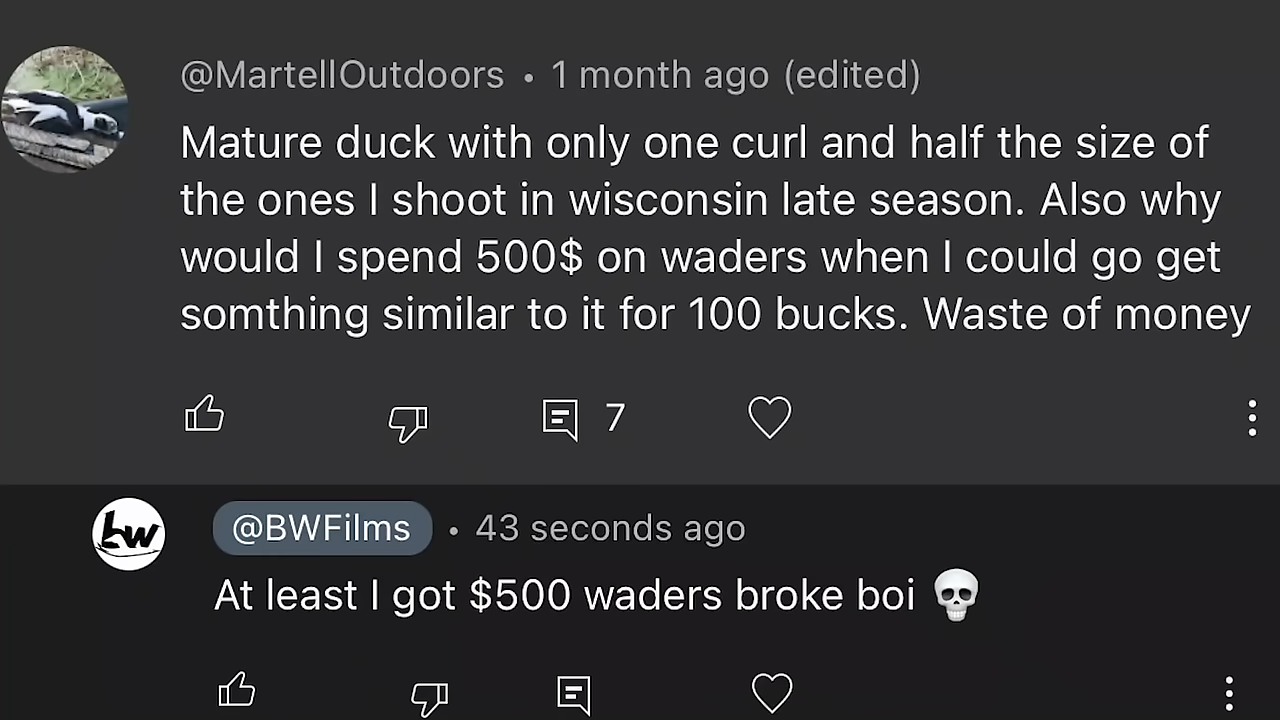 @MartellOutdoors • 1 month ago (edited)
Mature duck with only one curl and half the size of
the ones I shoot in wisconsin late season. Also why
would I spend 500$ on waders when I could go get
somthing similar to it for 100 bucks. Waste of money
7
bw
@BWFilms • 43 seconds ago
At least I got $500 waders broke boi 💀